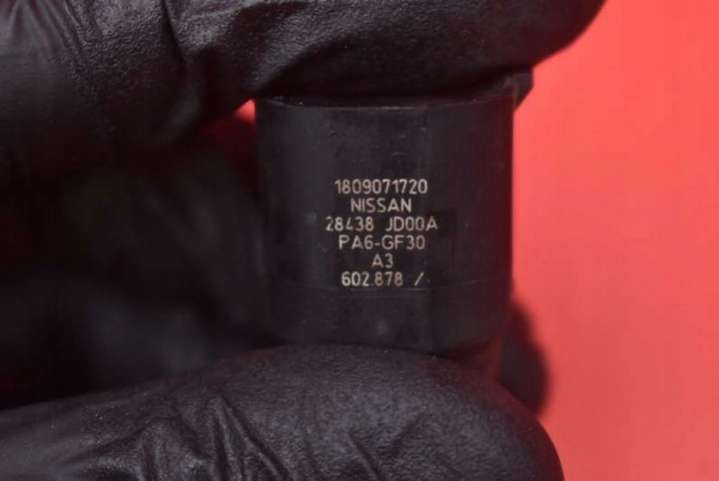 1809071720
NISSAN
28438 JD00A
PA6-GF30
A3
602.878 /